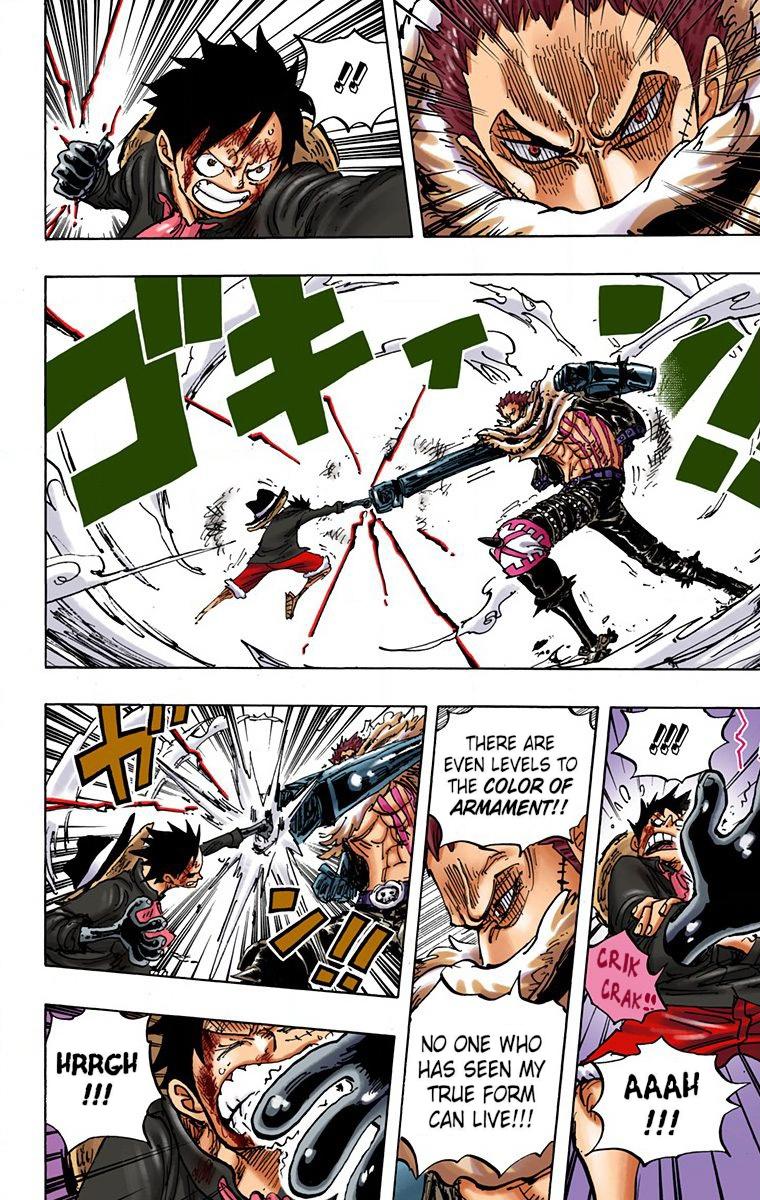 !!
ゴキィン!!
!!!
CRIK
CRAK!!
AAAH
!!!
THERE ARE
EVEN LEVELS
TO THE
COLOR OF
ARMAMENT!!
NO ONE WHO
HAS SEEN MY
TRUE FORM
CAN LIVE!!!
ガン!!
HRRGH
!!!